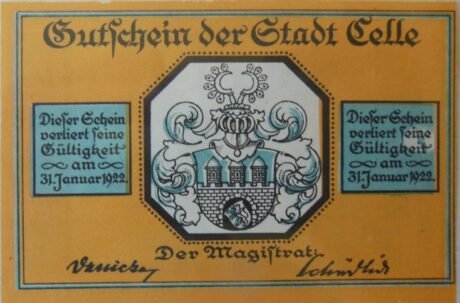 Gutschein der Stadt Celle
Dieser Schein
verliert seine
Gültigkeit
am
31. Januar 1922.
Dieser Schein
verliert seine
Gültigkeit
am
31. Januar 1922.
Der Magistrat: